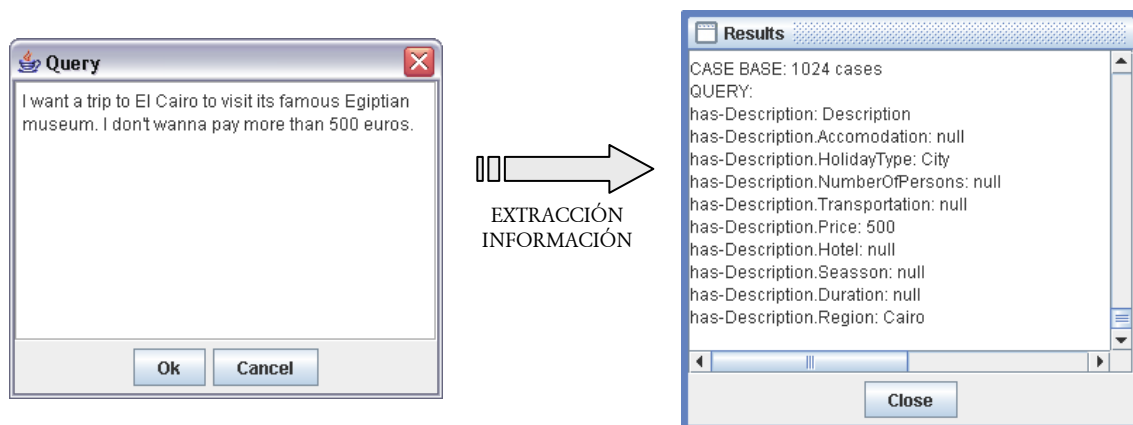 Query
I want a trip to El Cairo to visit its famous Egiptian
museum. I don't wanna pay more than 500 euros.
Ok
Cancel
EXTRACCIÓN
INFORMACIÓN
Results
CASE BASE: 1024 cases
QUERY:
has-Description: Description
has-Description.Accomodation: null
has-Description.HolidayType: City
has-Description.NumberOfPersons: null
has-Description.Transportation: null
has-Description.Price: 500
has-Description.Hotel: null
has-Description.Seasson: null
has-Description.Duration: null
has-Description.Region: Cairo
Close